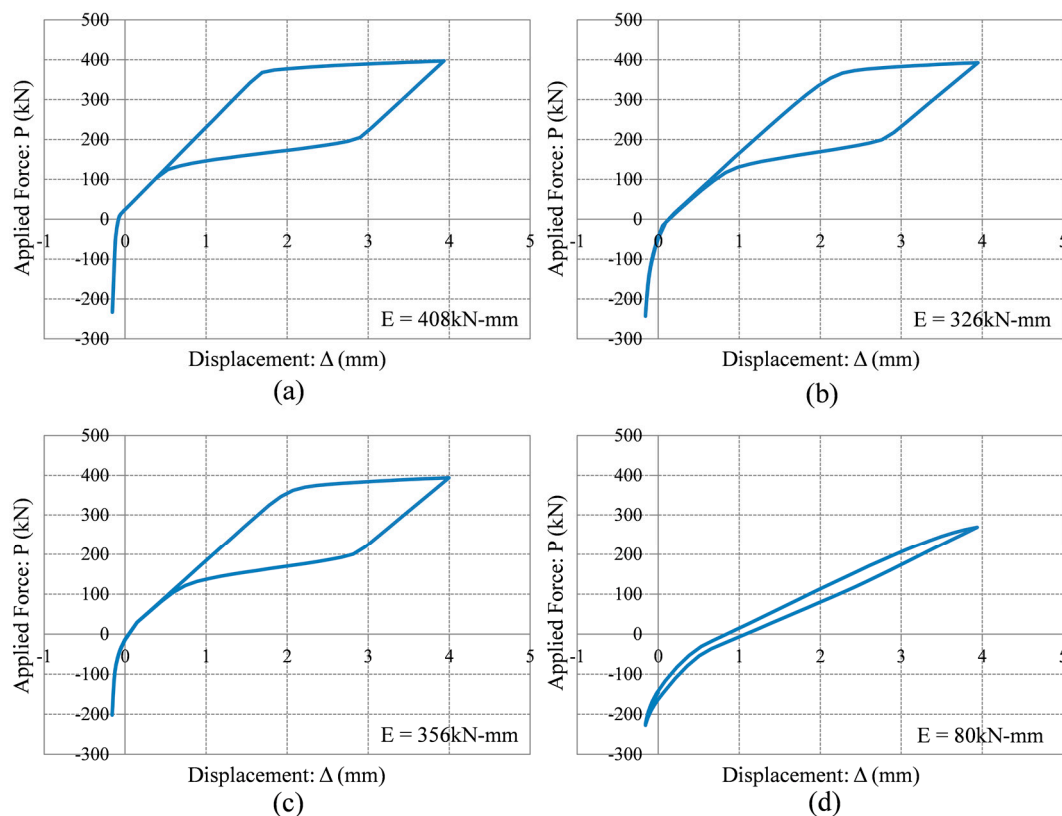 500
400
300
200
100
0
-100
-200
-300
-1 0 1 2 3 4 5
Applied Force: P (kN)
E = 408kN-mm
Displacement: Δ (mm)
(a)
500
400
300
200
100
0
-100
-200
-300
-1 0 1 2 3 4 5
Applied Force: P (kN)
E = 326kN-mm
Displacement: Δ (mm)
(b)
500
400
300
200
100
0
-100
-200
-300
-1 0 1 2 3 4 5
Applied Force: P (kN)
E = 356kN-mm
Displacement: Δ (mm)
(c)
500
400
300
200
100
0
-100
-200
-300
-1 0 1 2 3 4 5
Applied Force: P (kN)
E = 80kN-mm
Displacement: Δ (mm)
(d)